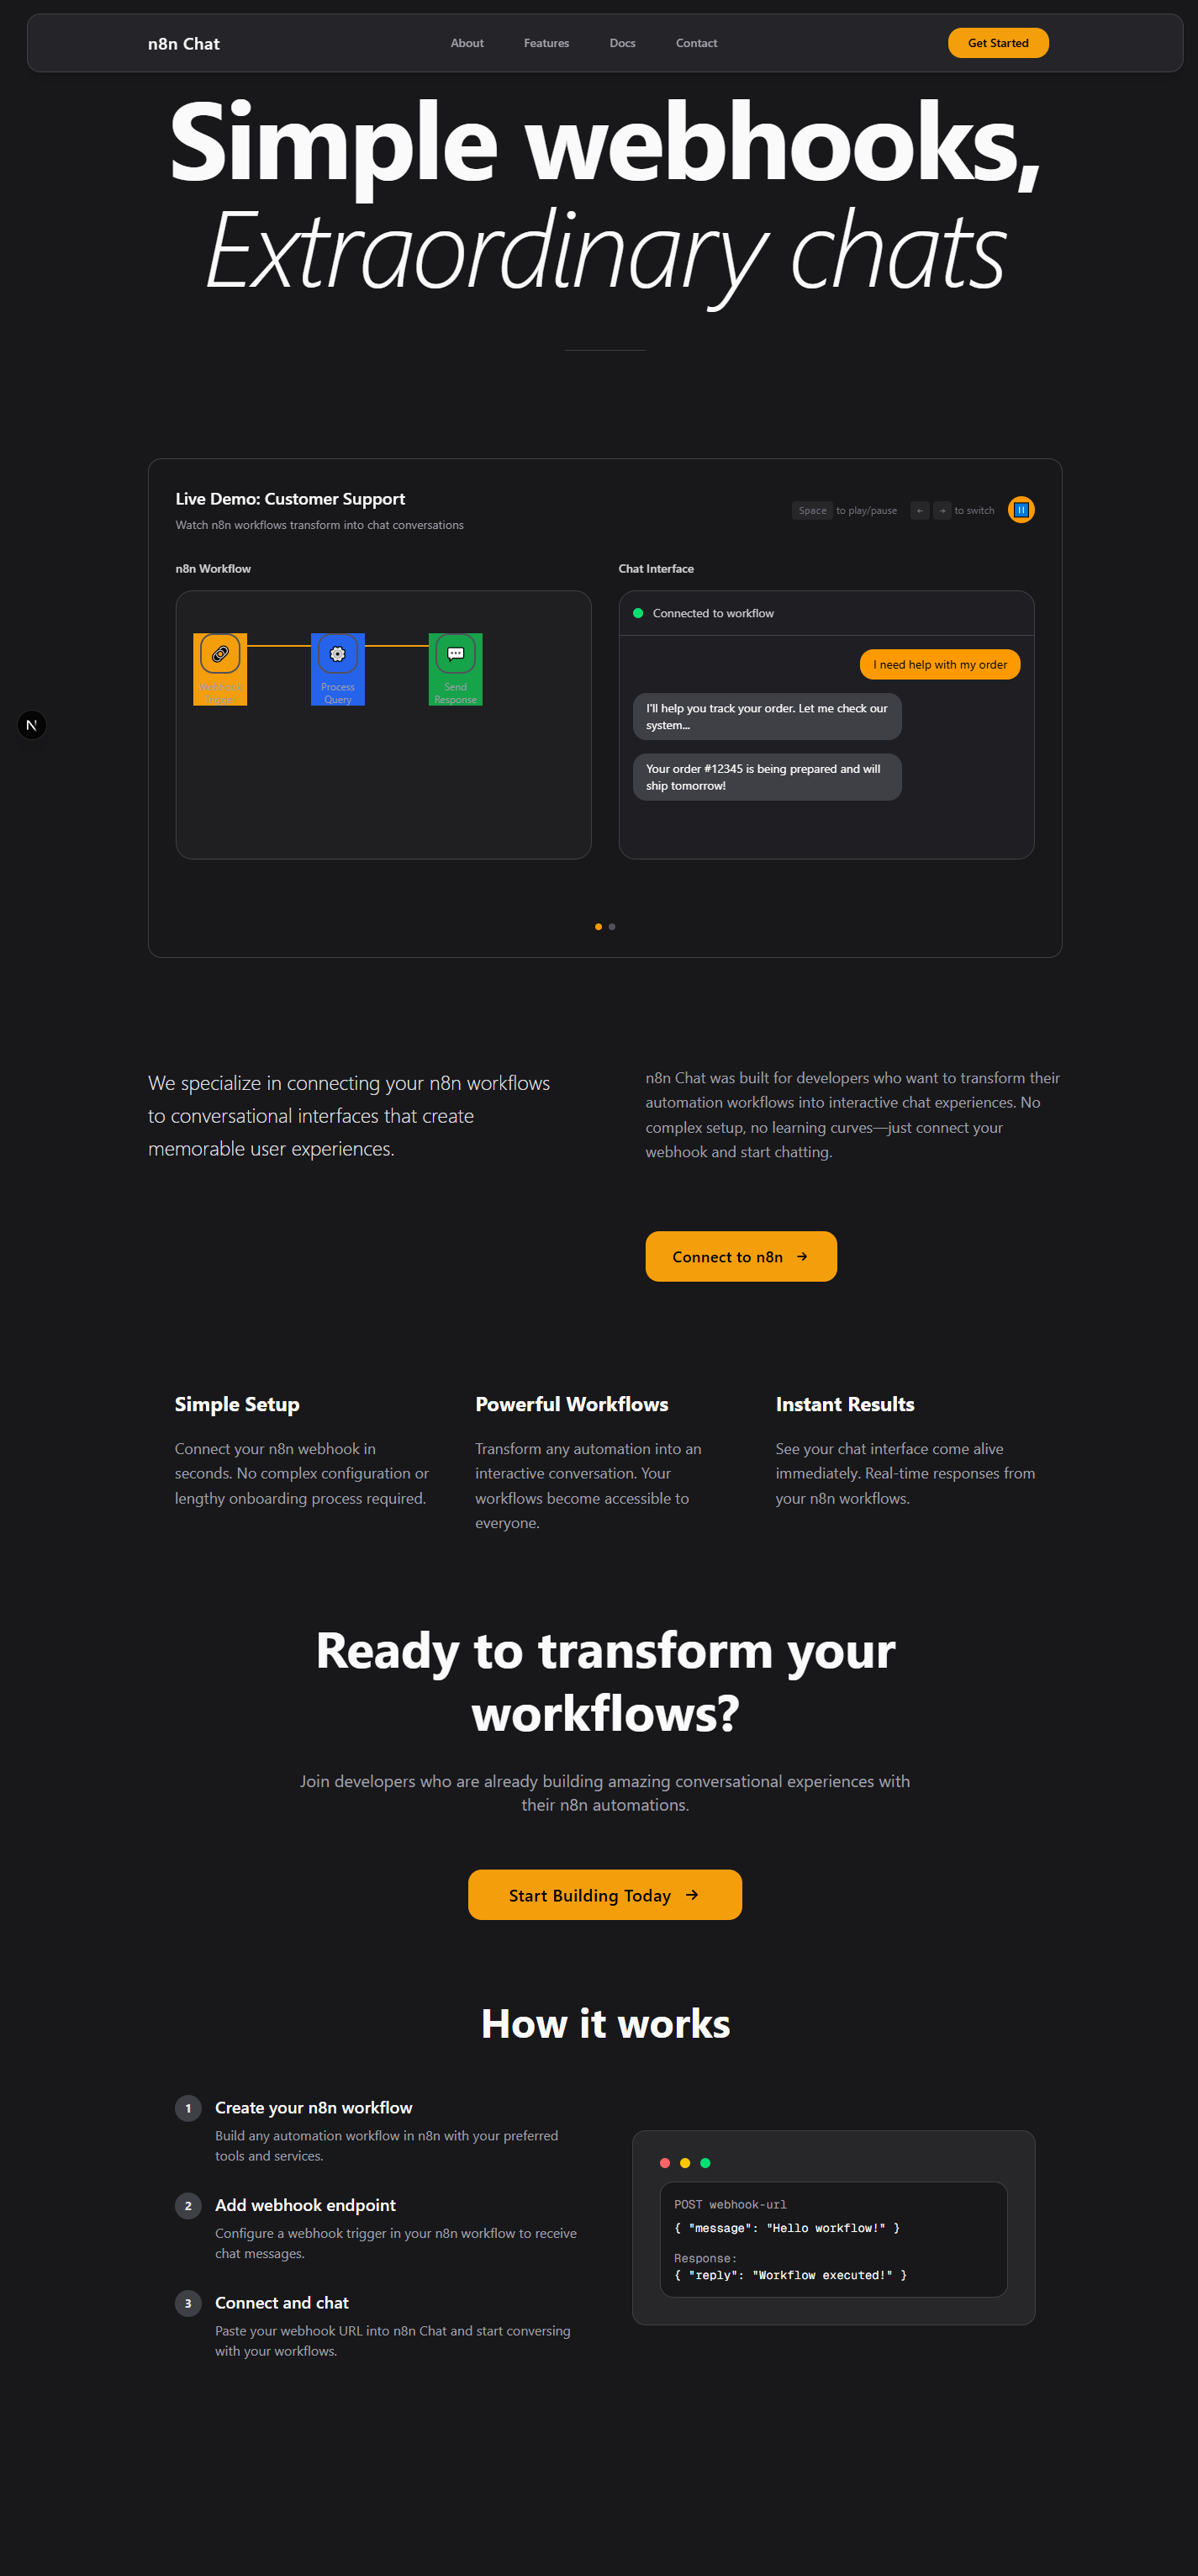 n8n Chat
About
Features
Docs
Contact
Get Started
Simple webhooks,
Extraordinary chats
Live Demo: Customer Support
Watch n8n workflows transform into chat conversations
Space to play/pause ← → to switch
n8n Workflow
Webhook
Trigger
Process
Query
Send
Response
Chat Interface
Connected to workflow
I need help with my order
I'll help you track your order. Let me check our
system...
Your order #12345 is being prepared and will
ship tomorrow!
N
We specialize in connecting your n8n workflows
to conversational interfaces that create
memorable user experiences.
n8n Chat was built for developers who want to transform their
automation workflows into interactive chat experiences. No
complex setup, no learning curves—just connect your
webhook and start chatting.
Connect to n8n →
Simple Setup
Connect your n8n webhook in
seconds. No complex configuration or
lengthy onboarding process required.
Powerful Workflows
Transform any automation into an
interactive conversation. Your
workflows become accessible to
everyone.
Instant Results
See your chat interface come alive
immediately. Real-time responses from
your n8n workflows.
Ready to transform your
workflows?
Join developers who are already building amazing conversational experiences with
their n8n automations.
Start Building Today →
How it works
1
Create your n8n workflow
Build any automation workflow in n8n with your preferred
tools and services.
2
Add webhook endpoint
Configure a webhook trigger in your n8n workflow to receive
chat messages.
3
Connect and chat
Paste your webhook URL into n8n Chat and start conversing
with your workflows.
POST webhook-url
{ "message": "Hello workflow!" }
Response:
{ "reply": "Workflow executed!" }